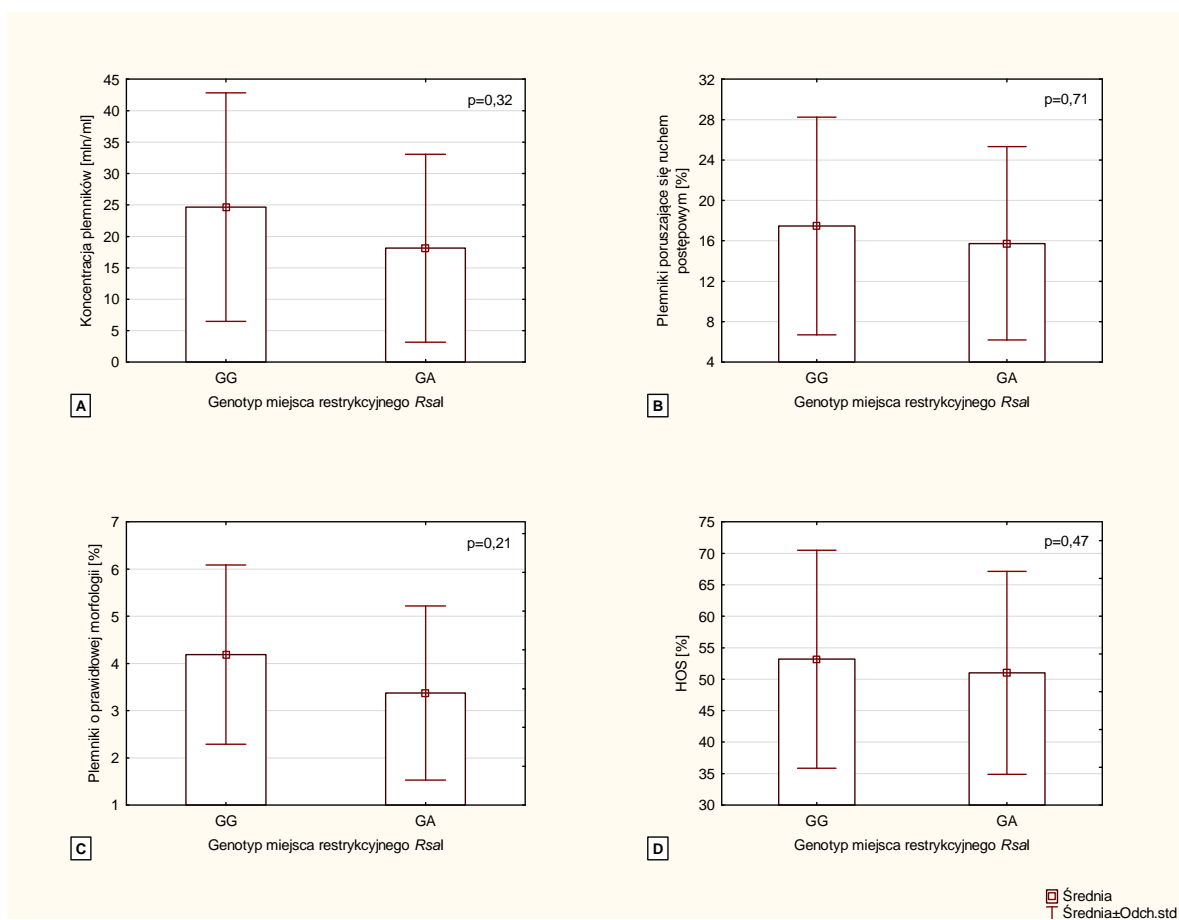 Koncentracja plemników [mln/ml]
45
40
35
30
25
20
15
10
5
0
p=0,32
GG GA
A
Genotyp miejsca restrykcyjnego RsaI
Plemniki poruszające się ruchem
postępowym [%]
32
28
24
20
16
12
8
4
p=0,71
GG GA
B
Genotyp miejsca restrykcyjnego RsaI
Plemniki o prawidłowej morfologii [%]
7
6
5
4
3
2
1
p=0,21
GG GA
C
Genotyp miejsca restrykcyjnego RsaI
HOS [%]
75
70
65
60
55
50
45
40
35
30
p=0,47
GG GA
D
Genotyp miejsca restrykcyjnego RsaI
Średnia
Średnia±Odch.std